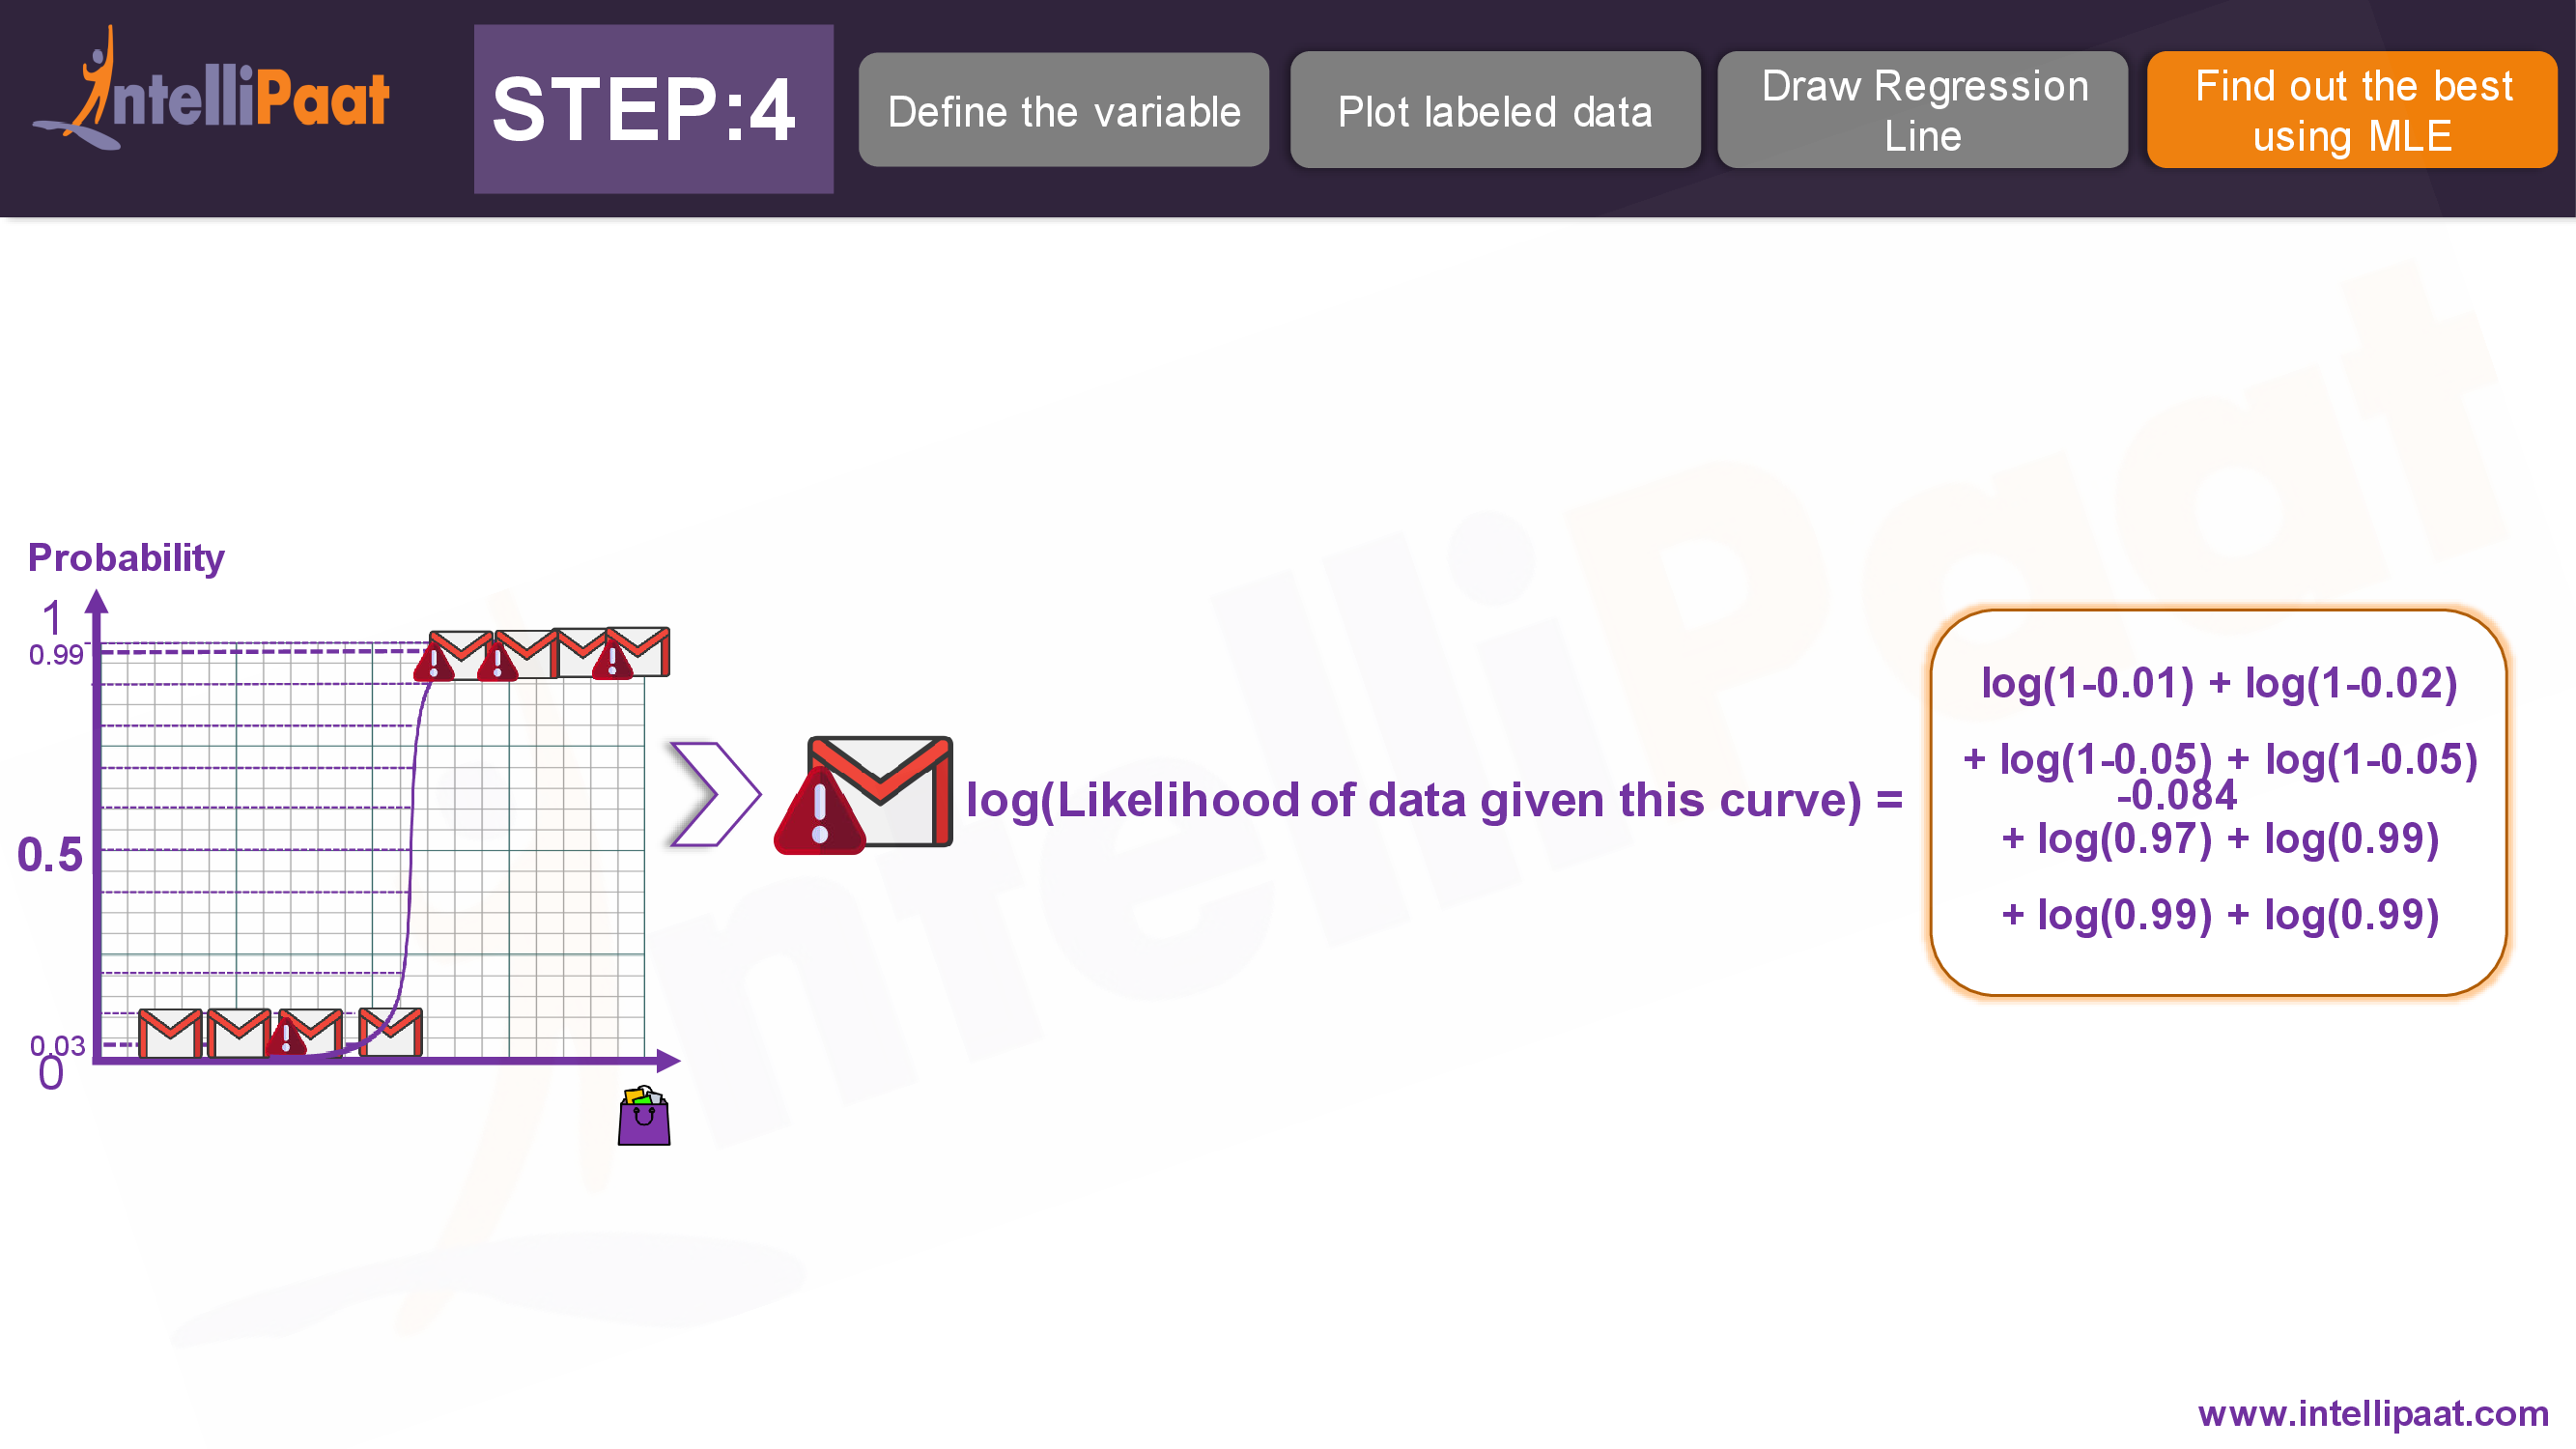 IntelliPaat
STEP:4
Define the variable
Plot labeled data
Draw Regression
Line
Find out the best
using MLE
Probability
1
0.99
0.5
0.03
0
log(Likelihood of data given this curve) =
log(1-0.01) + log(1-0.02)
+ log(1-0.05) + log(1-0.05)
-0.084
+ log(0.97) + log(0.99)
+ log(0.99) + log(0.99)
www.intellipaat.com